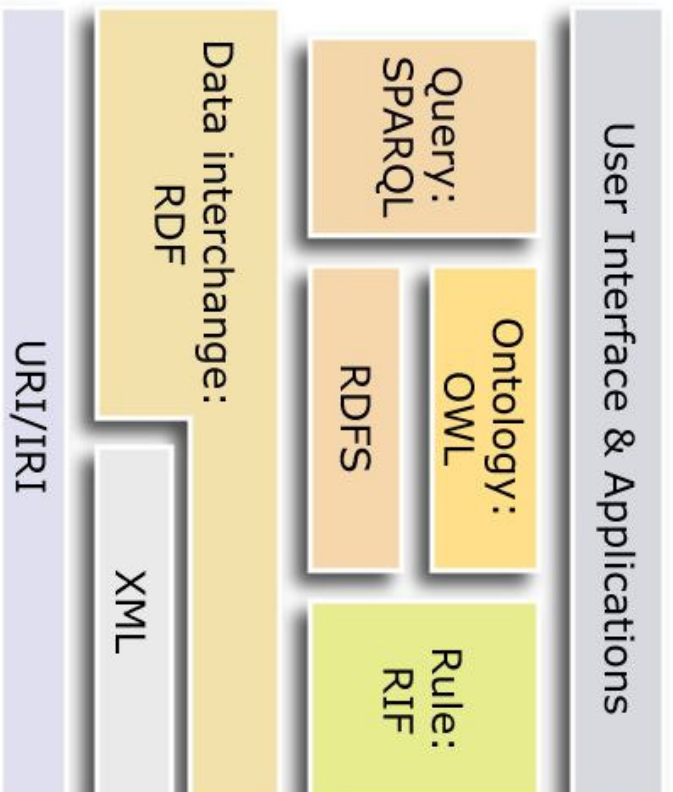 User Interface & Applications
Query:
SPARQL
Ontology:
OWL
RDFS
Rule:
RIF
Data interchange:
RDF
XML
URI/IRI